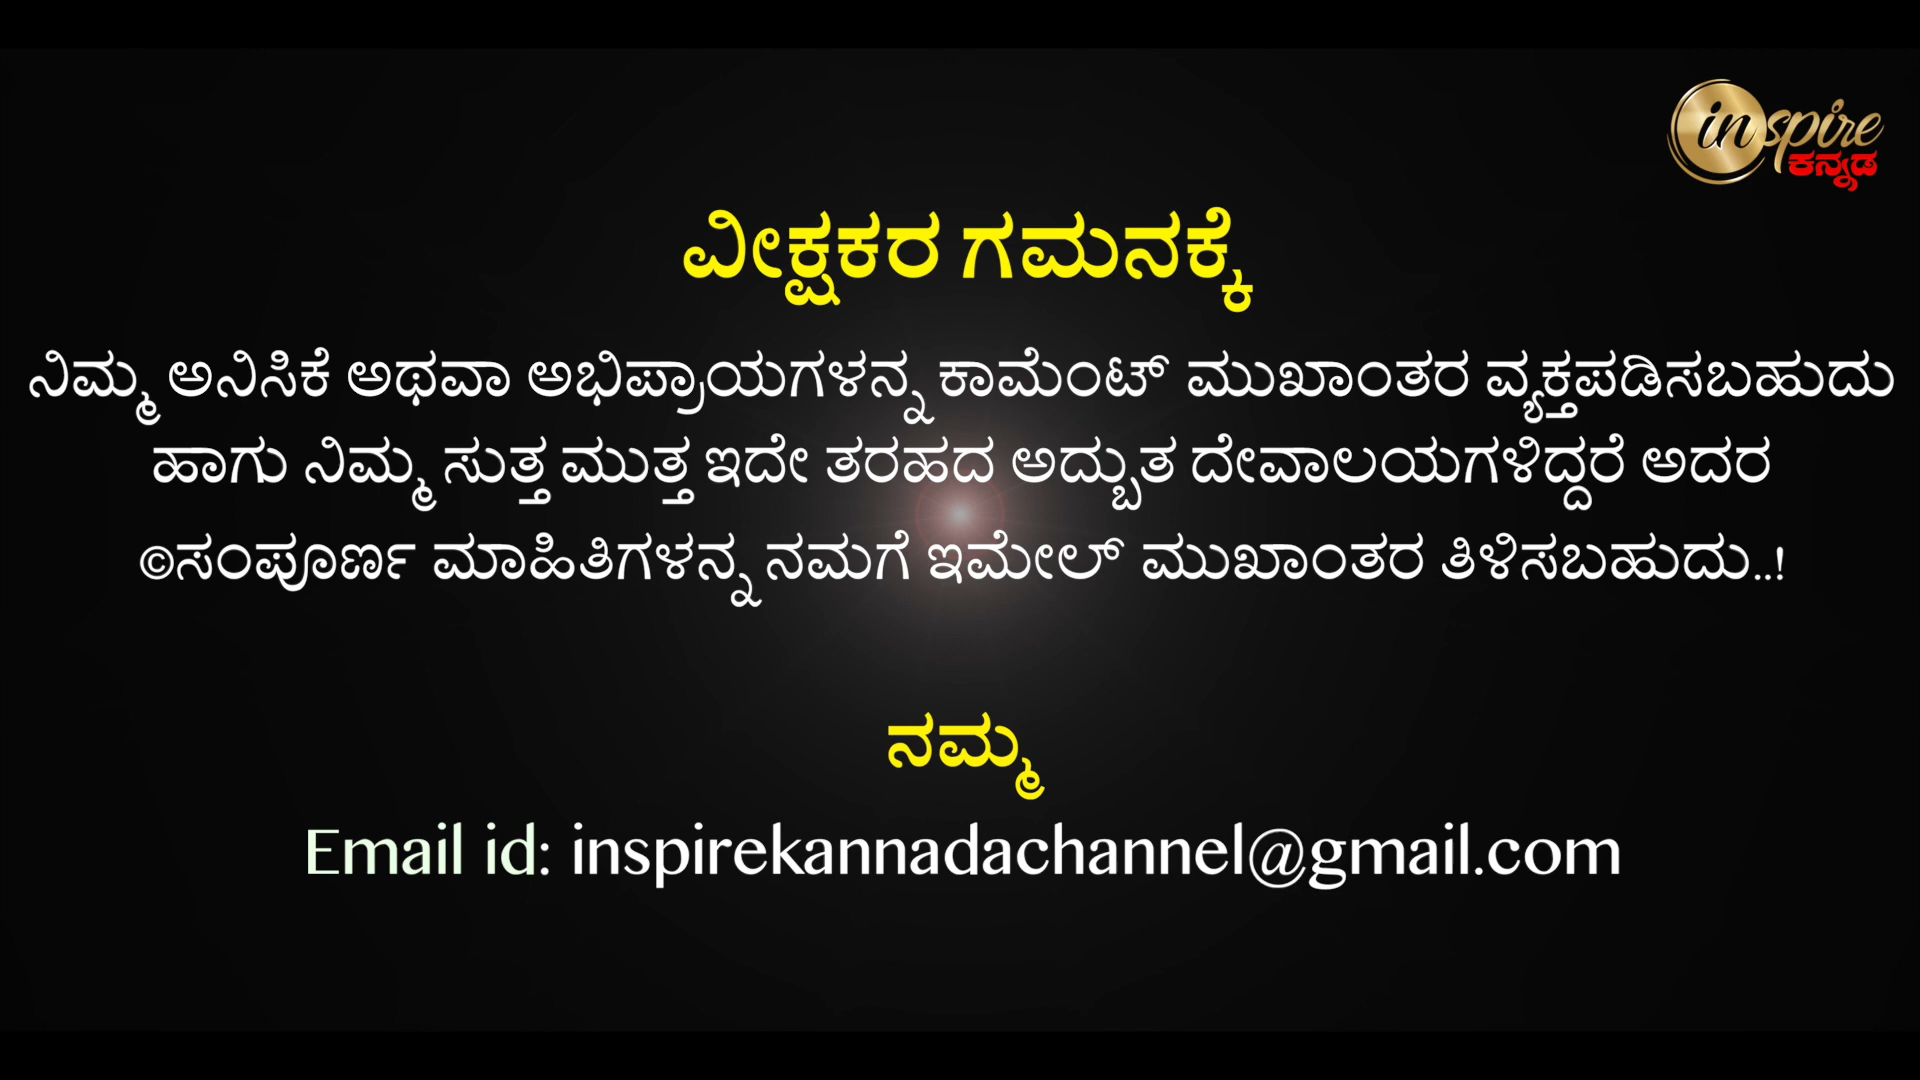 inspire
ಕನ್ನಡ
ವೀಕ್ಷಕರ ಗಮನಕ್ಕೆ
ನಿಮ್ಮ ಅನಿಸಿಕೆ ಅಥವಾ ಅಭಿಪ್ರಾಯಗಳನ್ನ ಕಾಮೆಂಟ್ ಮುಖಾಂತರ ವ್ಯಕ್ತಪಡಿಸಬಹುದು
ಹಾಗು ನಿಮ್ಮ ಸುತ್ತ ಮುತ್ತ ಇದೇ ತರಹದ ಅದ್ಬುತ ದೇವಾಲಯಗಳಿದ್ದರೆ ಅದರ
©ಸಂಪೂರ್ಣ ಮಾಹಿತಿಗಳನ್ನ ನಮಗೆ ಇಮೇಲ್ ಮುಖಾಂತರ ತಿಳಿಸಬಹುದು..!
ನಮ್ಮ
Email id: inspirekannadachannel@gmail.com